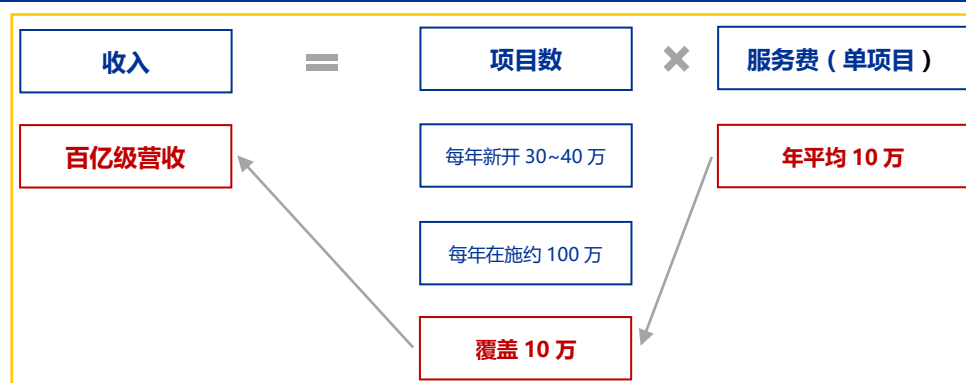 收入
=
项目数
×
服务费（单项目）
百亿级营收
每年新开 30~40 万
年平均 10 万
每年在施约 100 万
覆盖 10 万